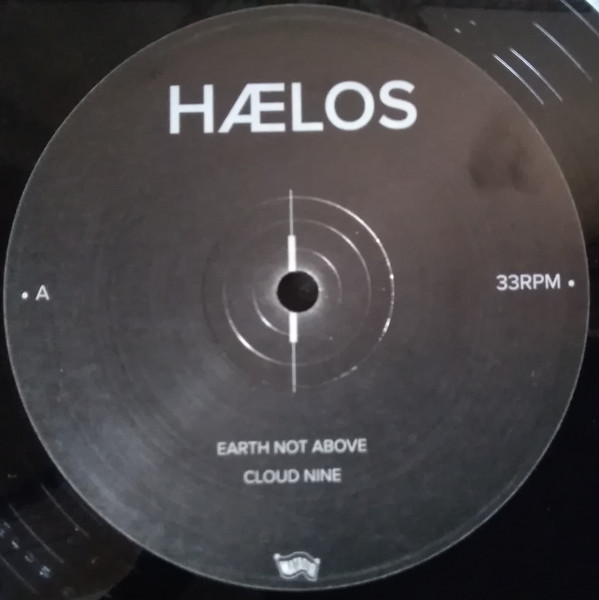 HÆLOS
• A
33RPM •
EARTH NOT ABOVE
CLOUD NINE